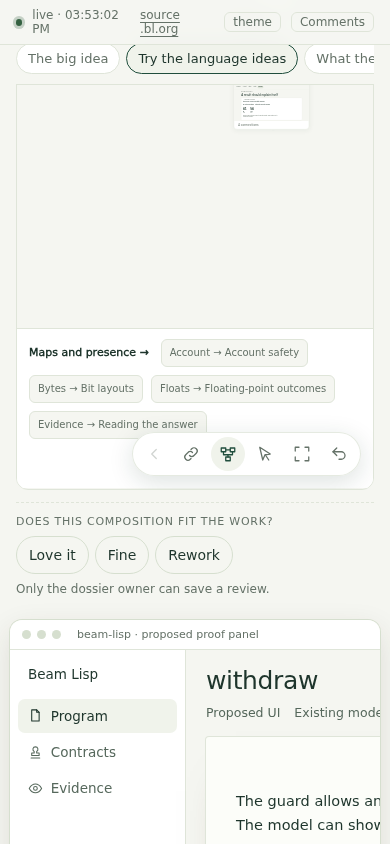 live · 03:53:02 PM
source .bl.org
theme
Comments
The big idea
Try the language ideas
What the
Maps and presence →
Account → Account safety
Bytes → Bit layouts
Floats → Floating-point outcomes
Evidence → Reading the answer
DOES THIS COMPOSITION FIT THE WORK?
Love it
Fine
Rework
Only the dossier owner can save a review.
beam-lisp · proposed proof panel
Beam Lisp
Program
Contracts
Evidence
withdraw
Proposed UI Existing mode
The guard allows an
The model can show